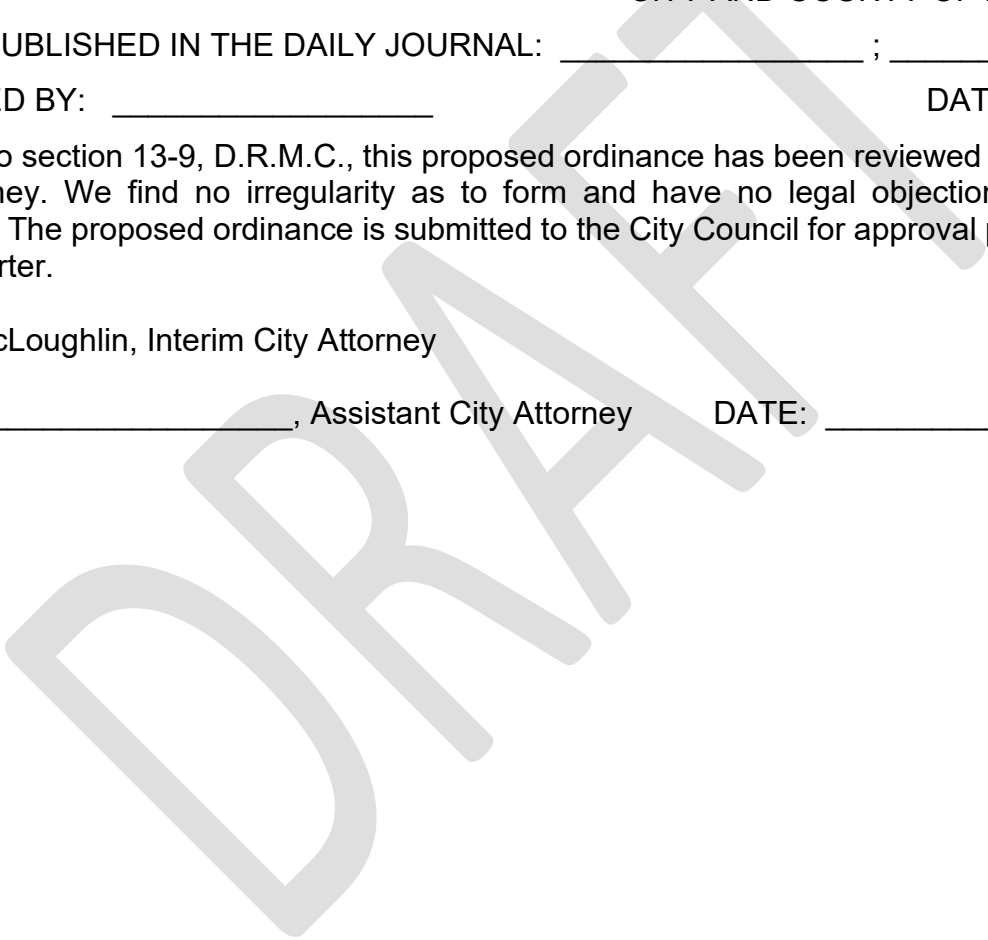 UBLISHED IN THE DAILY JOURNAL: _________________ ; ______
ED BY: __________________ DAT
o section 13-9, D.R.M.C., this proposed ordinance has been reviewed
ney. We find no irregularity as to form and have no legal objection
The proposed ordinance is submitted to the City Council for approval p
rter.
cLoughlin, Interim City Attorney
_________________, Assistant City Attorney DATE: _________
DRAFT